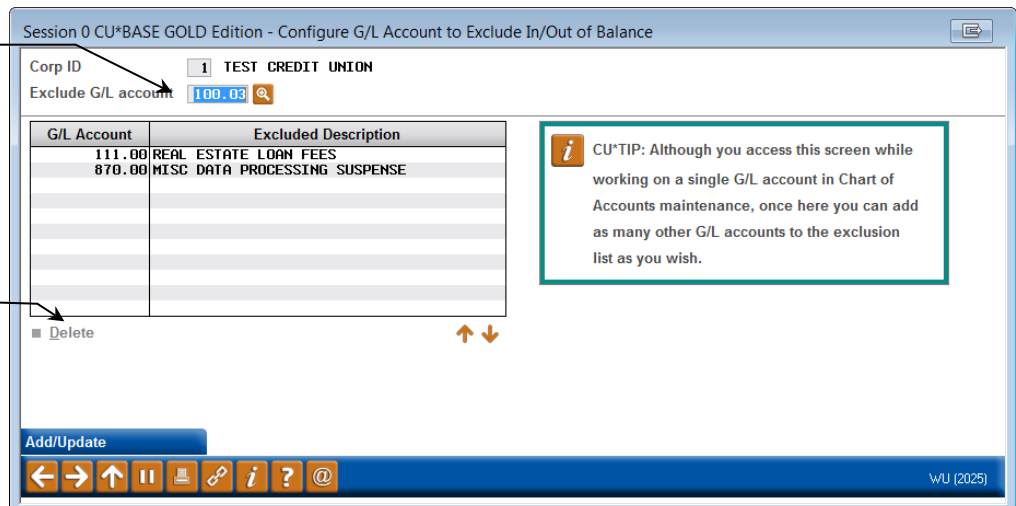 Session 0 CU*BASE GOLD Edition - Configure G/L Account to Exclude In/Out of Balance
Corp ID 1 TEST CREDIT UNION
Exclude G/L account 100.03
G/L Account Excluded Description
111.00 REAL ESTATE LOAN FEES
870.00 MISC DATA PROCESSING SUSPENSE
CU*TIP: Although you access this screen while
working on a single G/L account in Chart of
Accounts maintenance, once here you can add
as many other G/L accounts to the exclusion
list as you wish.
Delete
Add/Update
WU (2025)